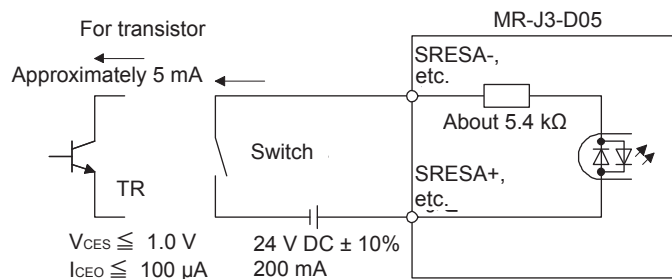 MR-J3-D05
For transistor
Approximately 5 mA
SRESA-,
etc.
About 5.4 kΩ
Switch
TR
SRESA+,
etc.
VCES ≦ 1.0 V
ICEO ≦ 100 µA
24 V DC ± 10%
200 mA